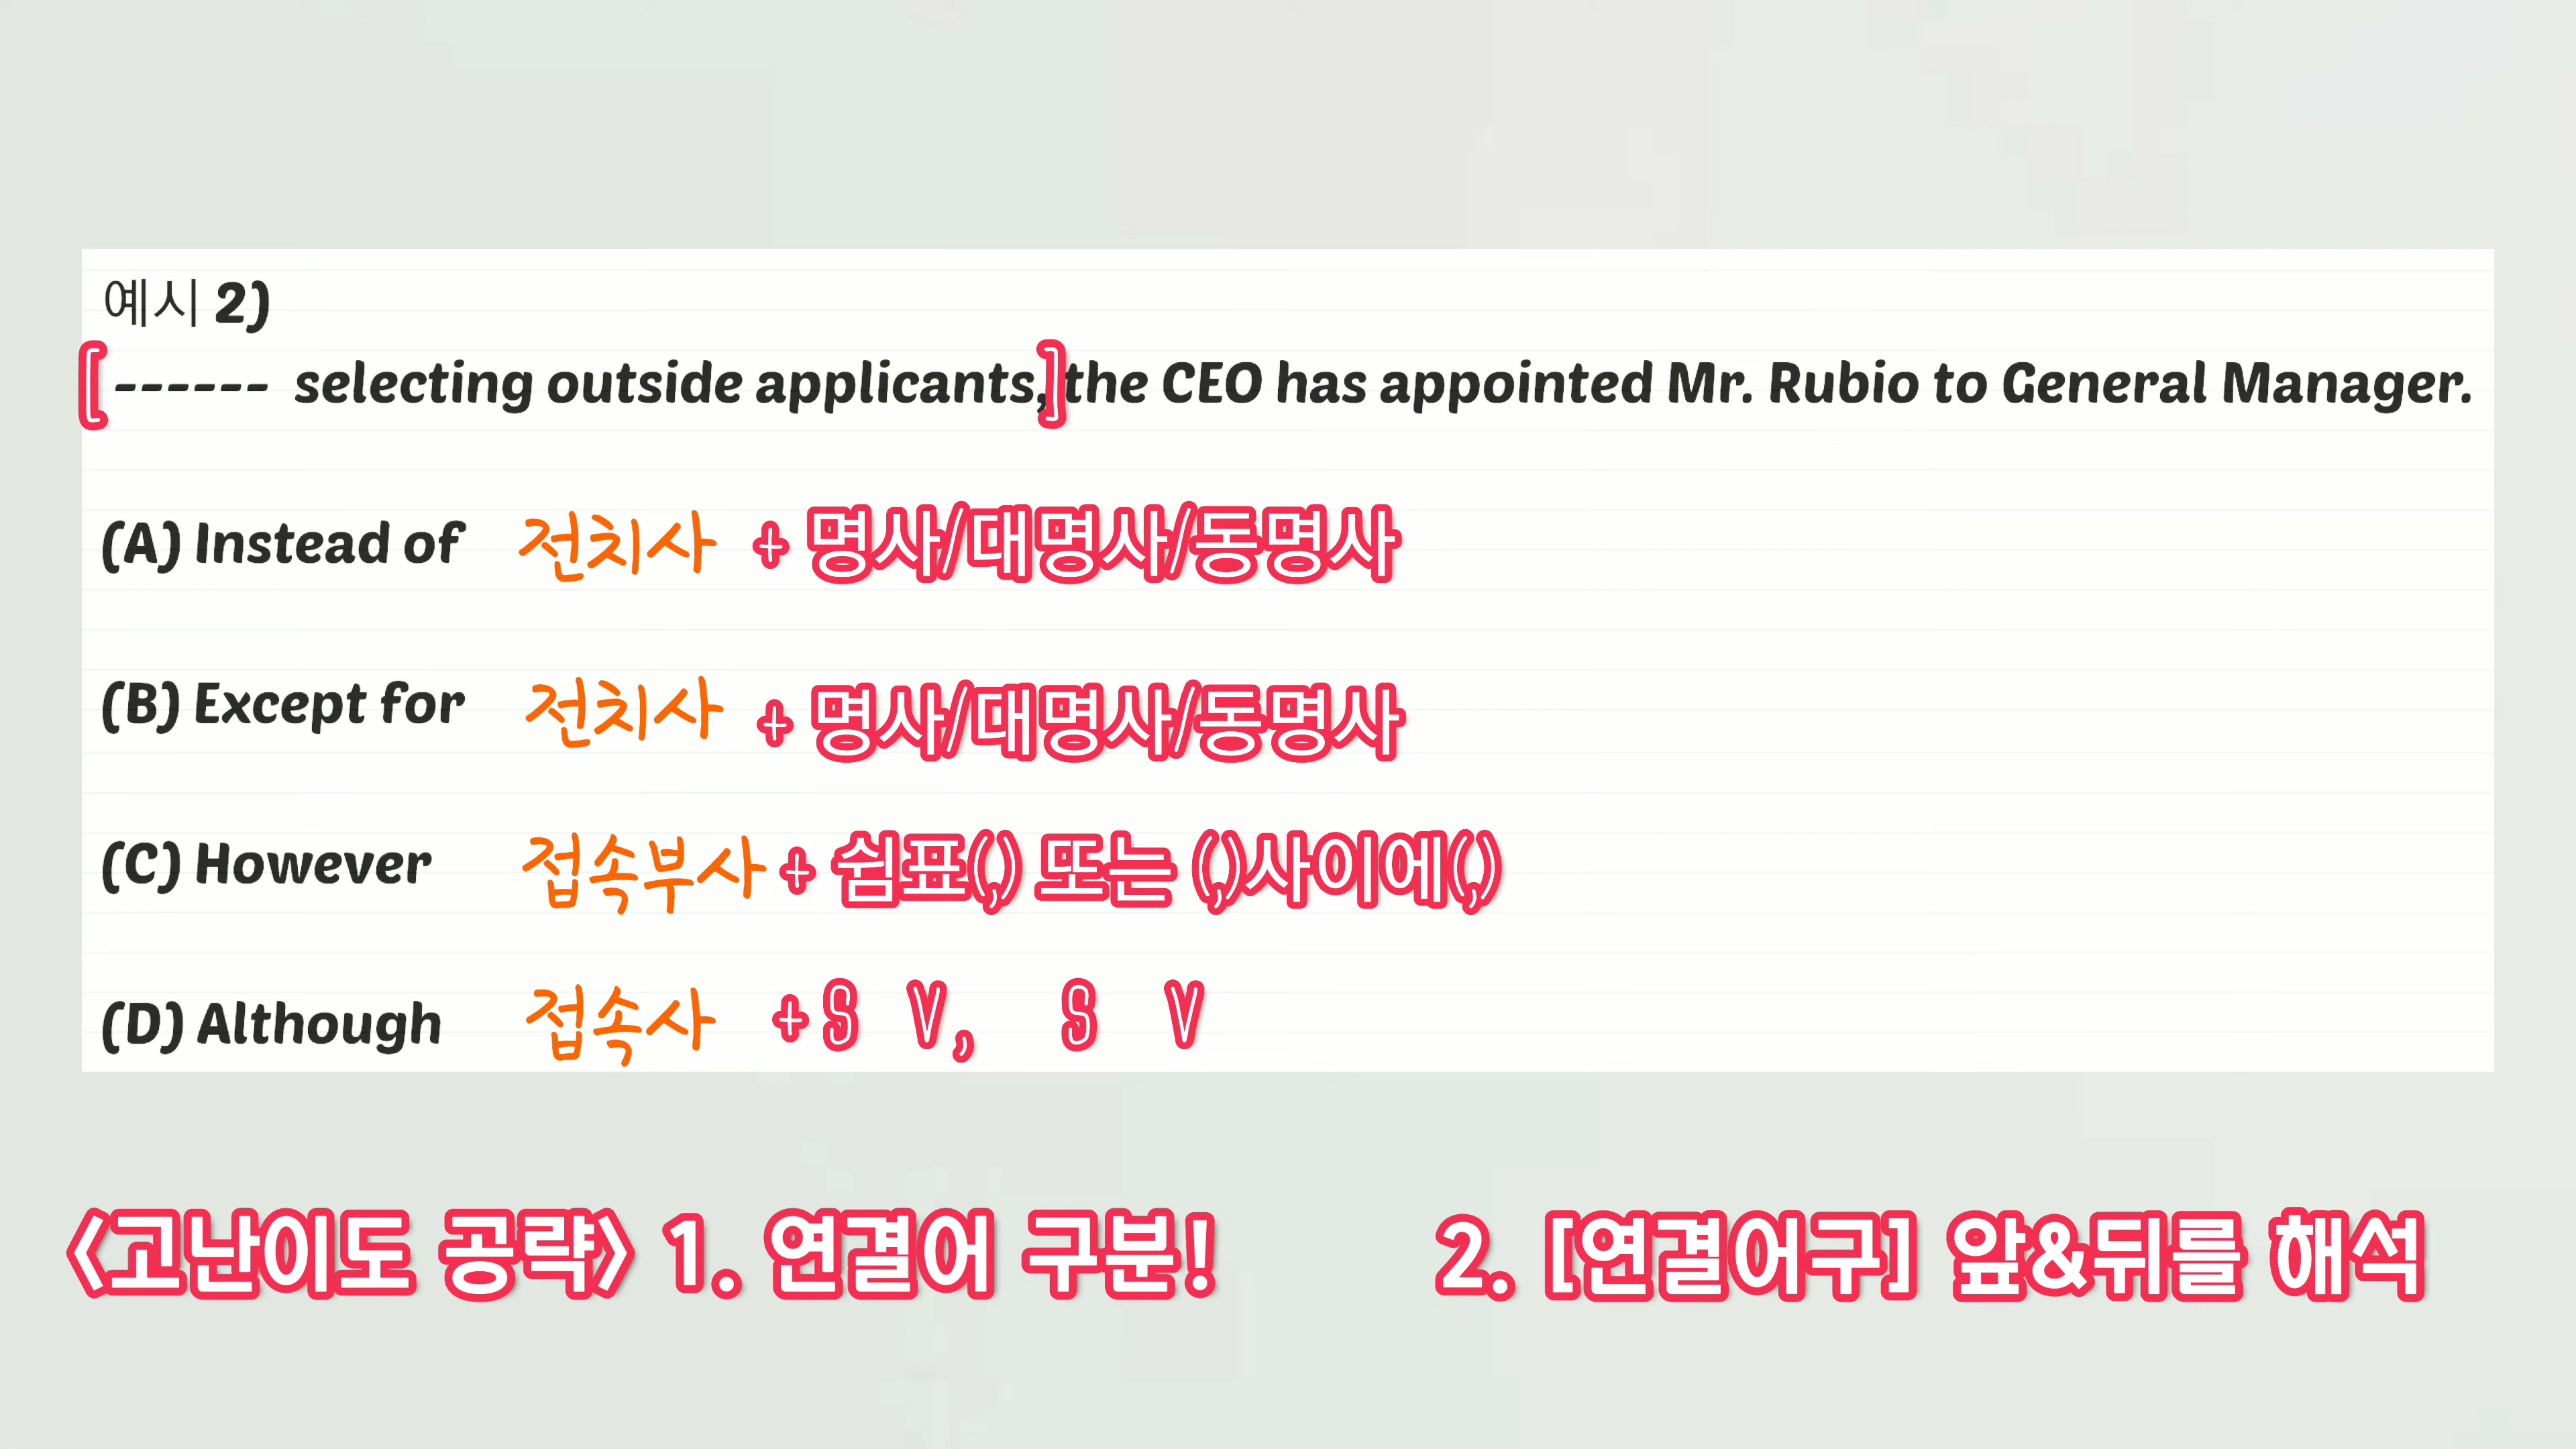 예시 2)
[ ------ selecting outside applicants,] the CEO has appointed Mr. Rubio to General Manager.
(A) Instead of 전치사 + 명사/대명사/동명사
(B) Except for 전치사 + 명사/대명사/동명사
(C) However 접속부사 + 쉼표(,) 또는 (,)사이에(,)
(D) Although 접속사 + S V, S V
<고난이도 공략> 1. 연결어 구분! 2. [연결어구] 앞&뒤를 해석